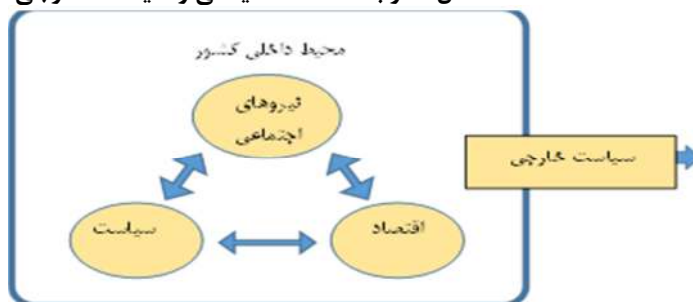 محیط داخلی کشور
نیروهای
اجتماعی
سیاست خارجی
سیاست
اقتصاد